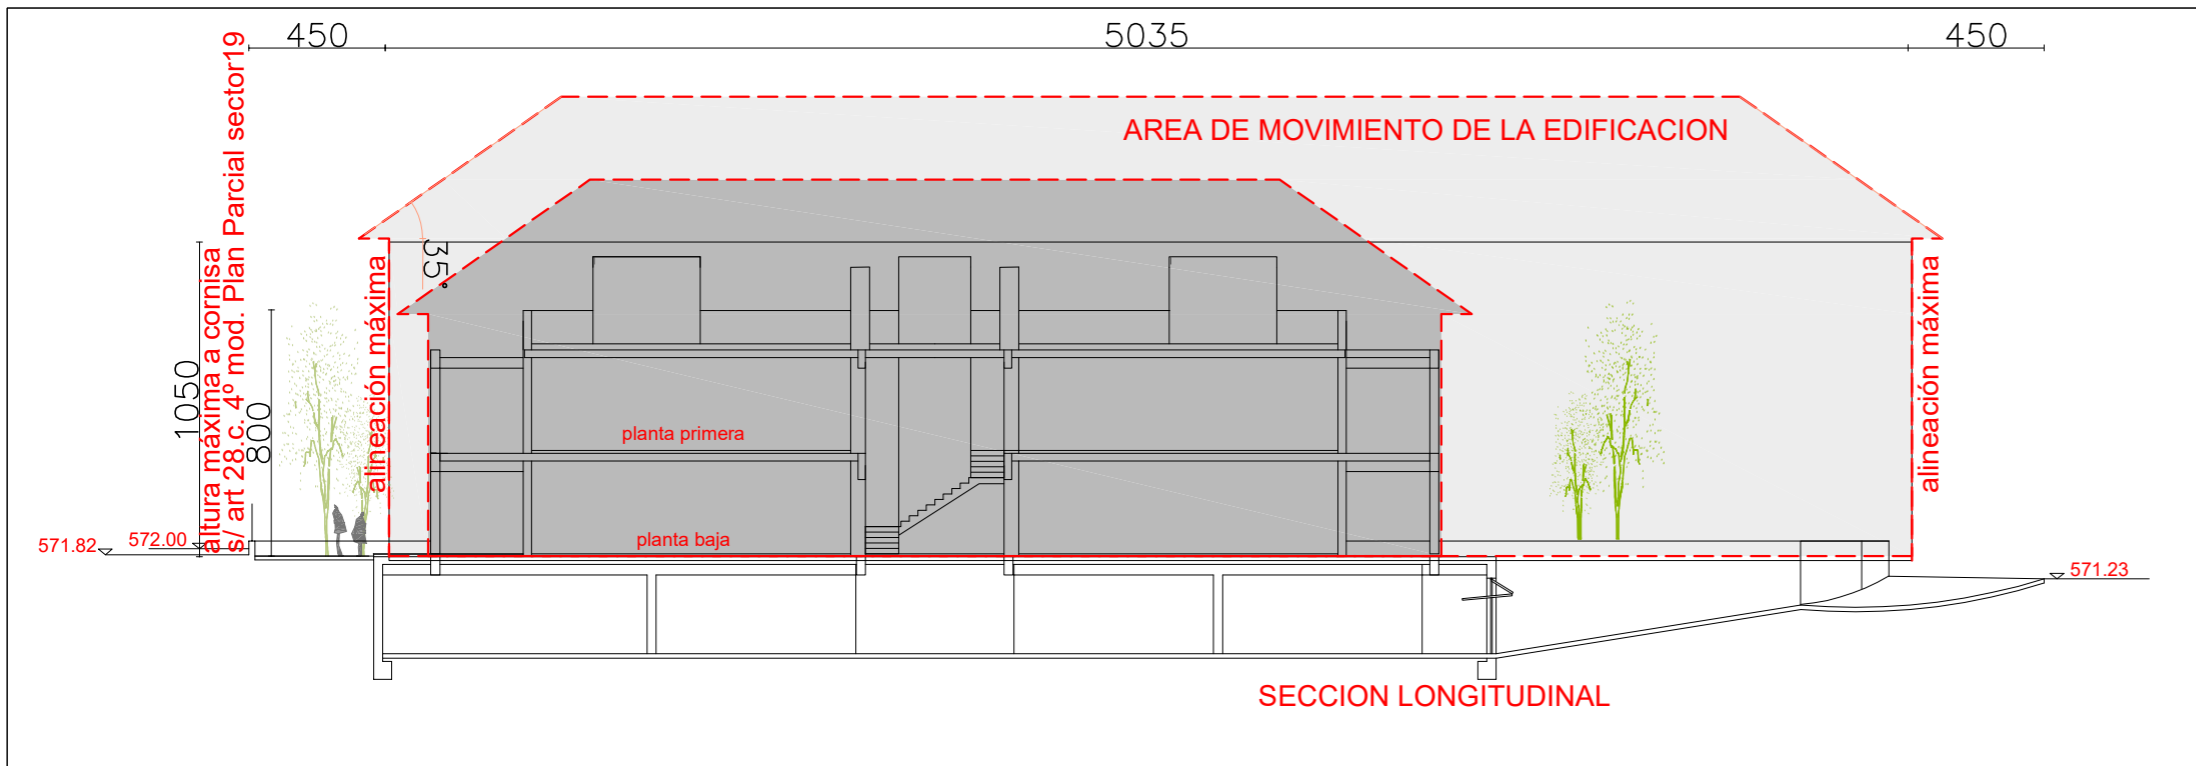 450
5035
450
AREA DE MOVIMIENTO DE LA EDIFICACION
altura máxima a cornisa
s/ art 28.c. 4º mod. Plan Parcial sector19
1050
800
35°
alineación máxima
alineación máxima
planta primera
planta baja
571.82
572.00
571.23
SECCION LONGITUDINAL